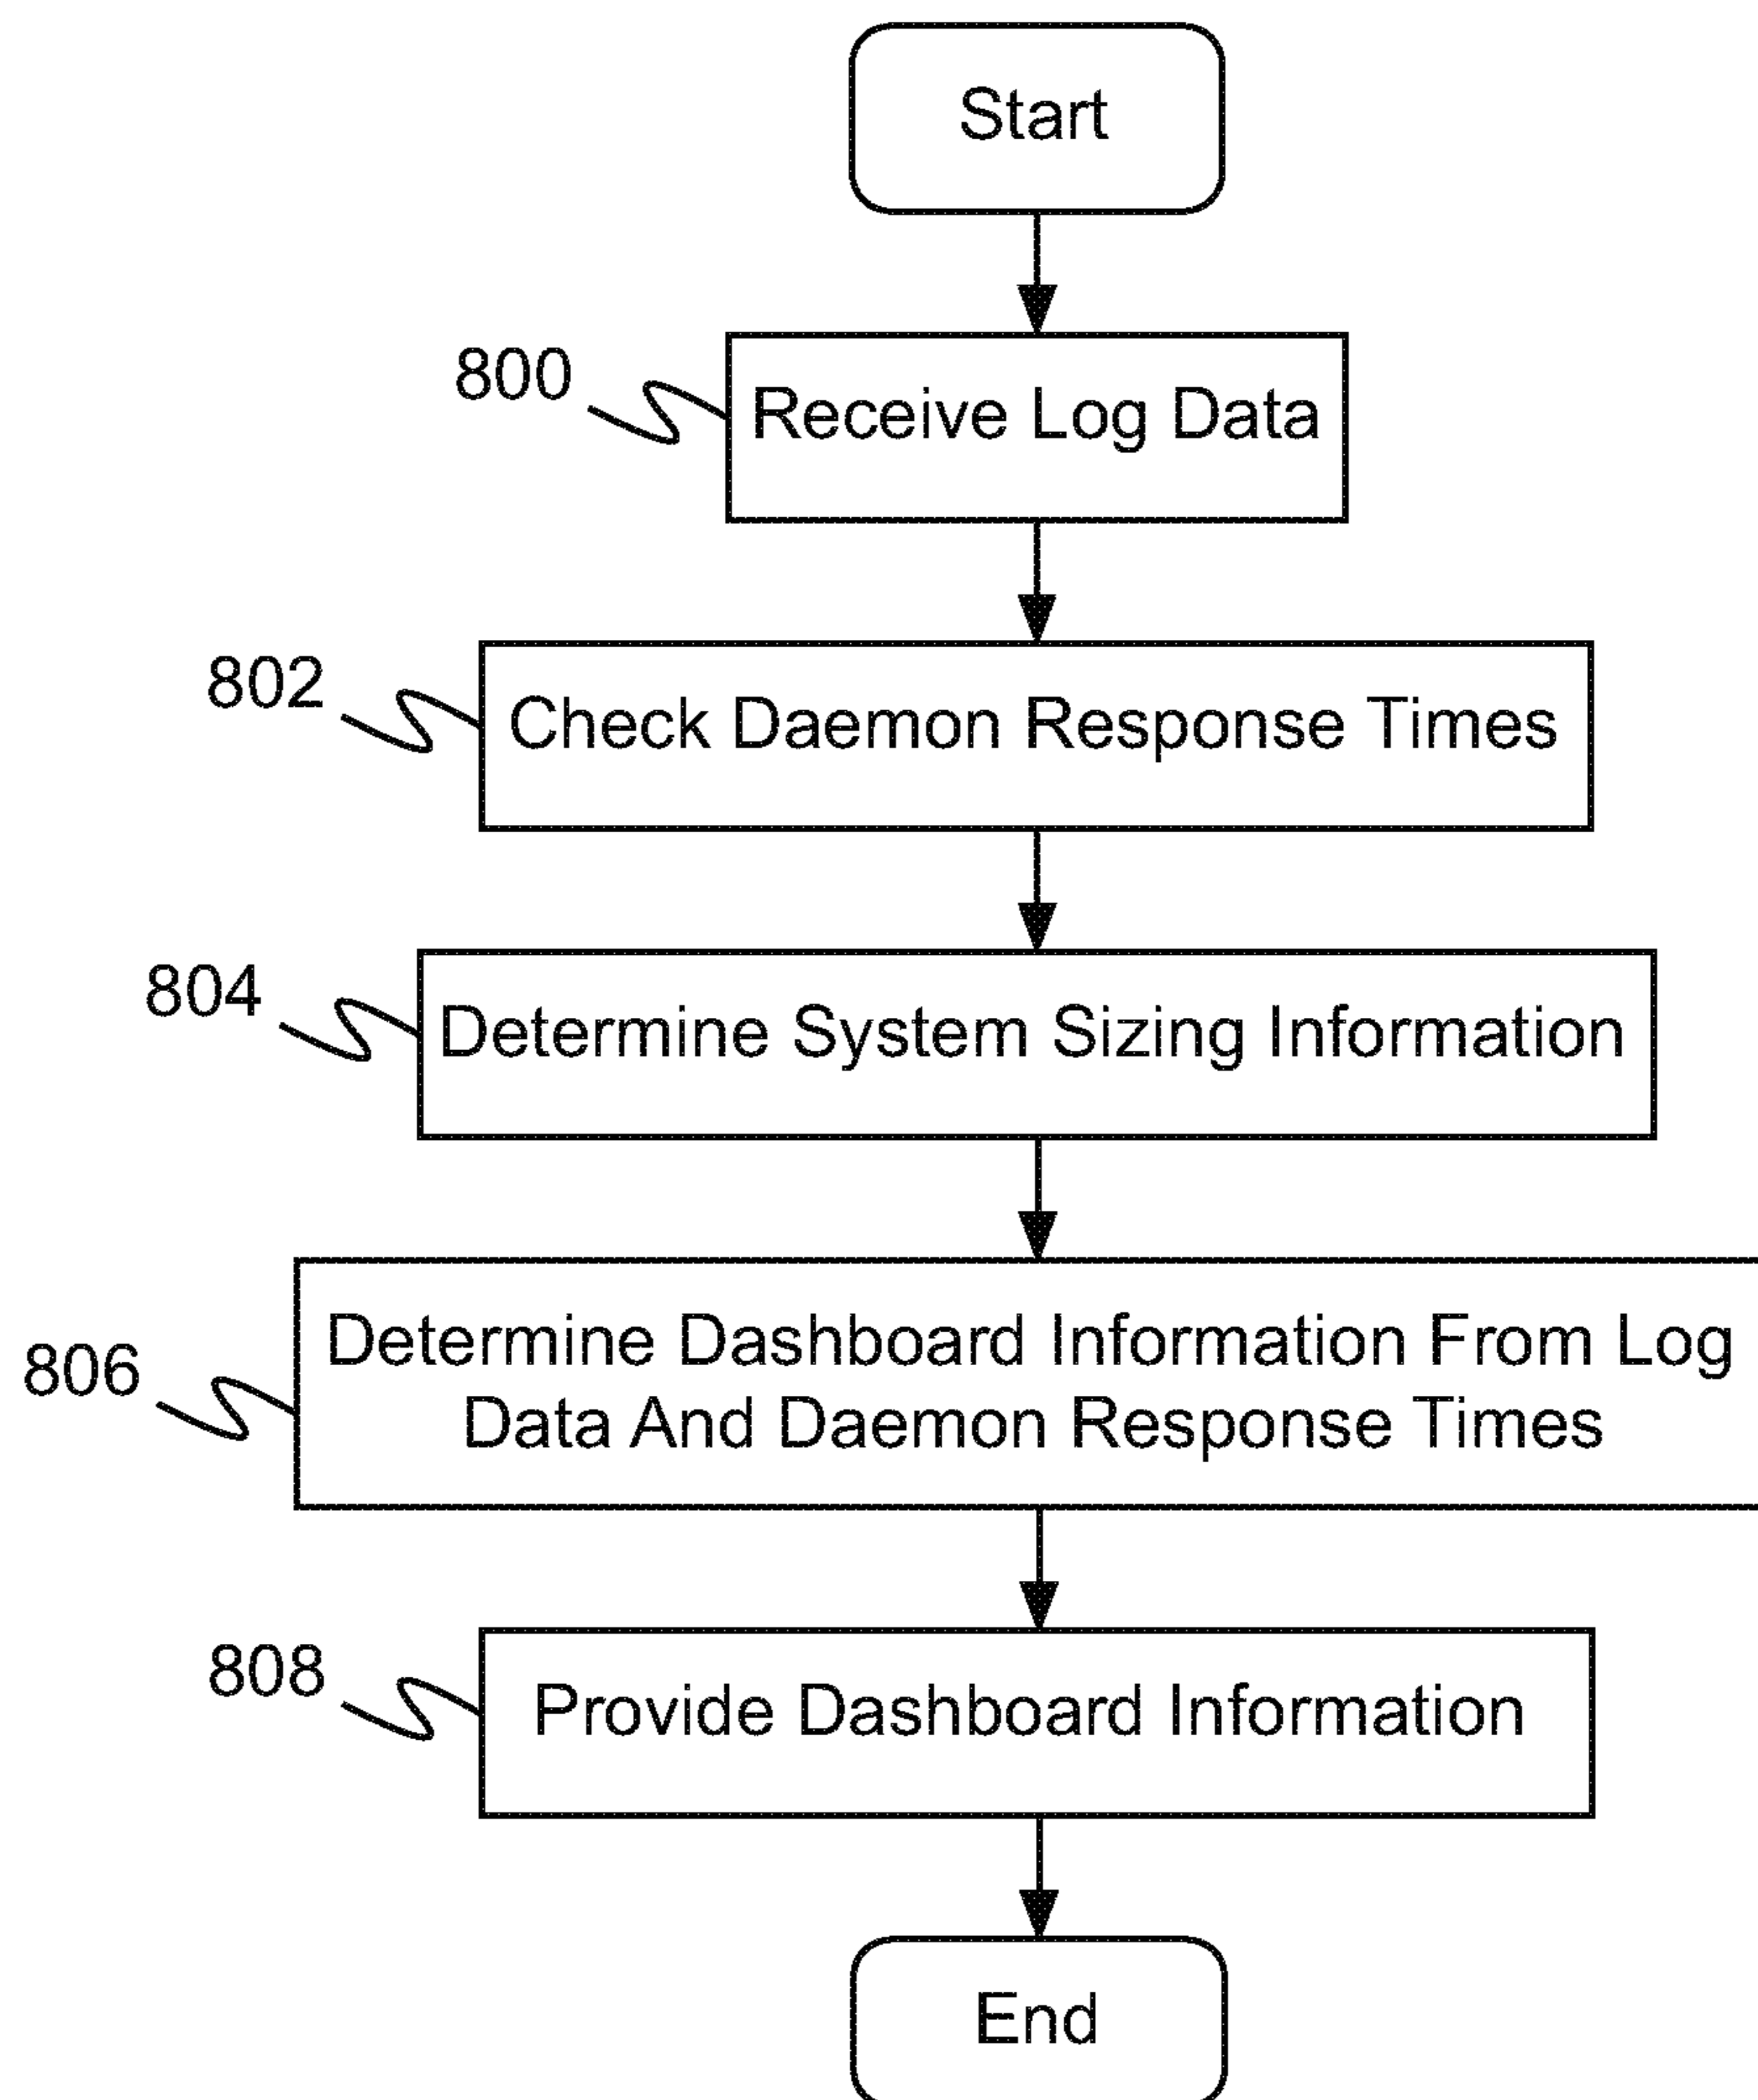 Start
800
Receive Log Data
802
Check Daemon Response Times
804
Determine System Sizing Information
806
Determine Dashboard Information From Log
Data And Daemon Response Times
808
Provide Dashboard Information
End